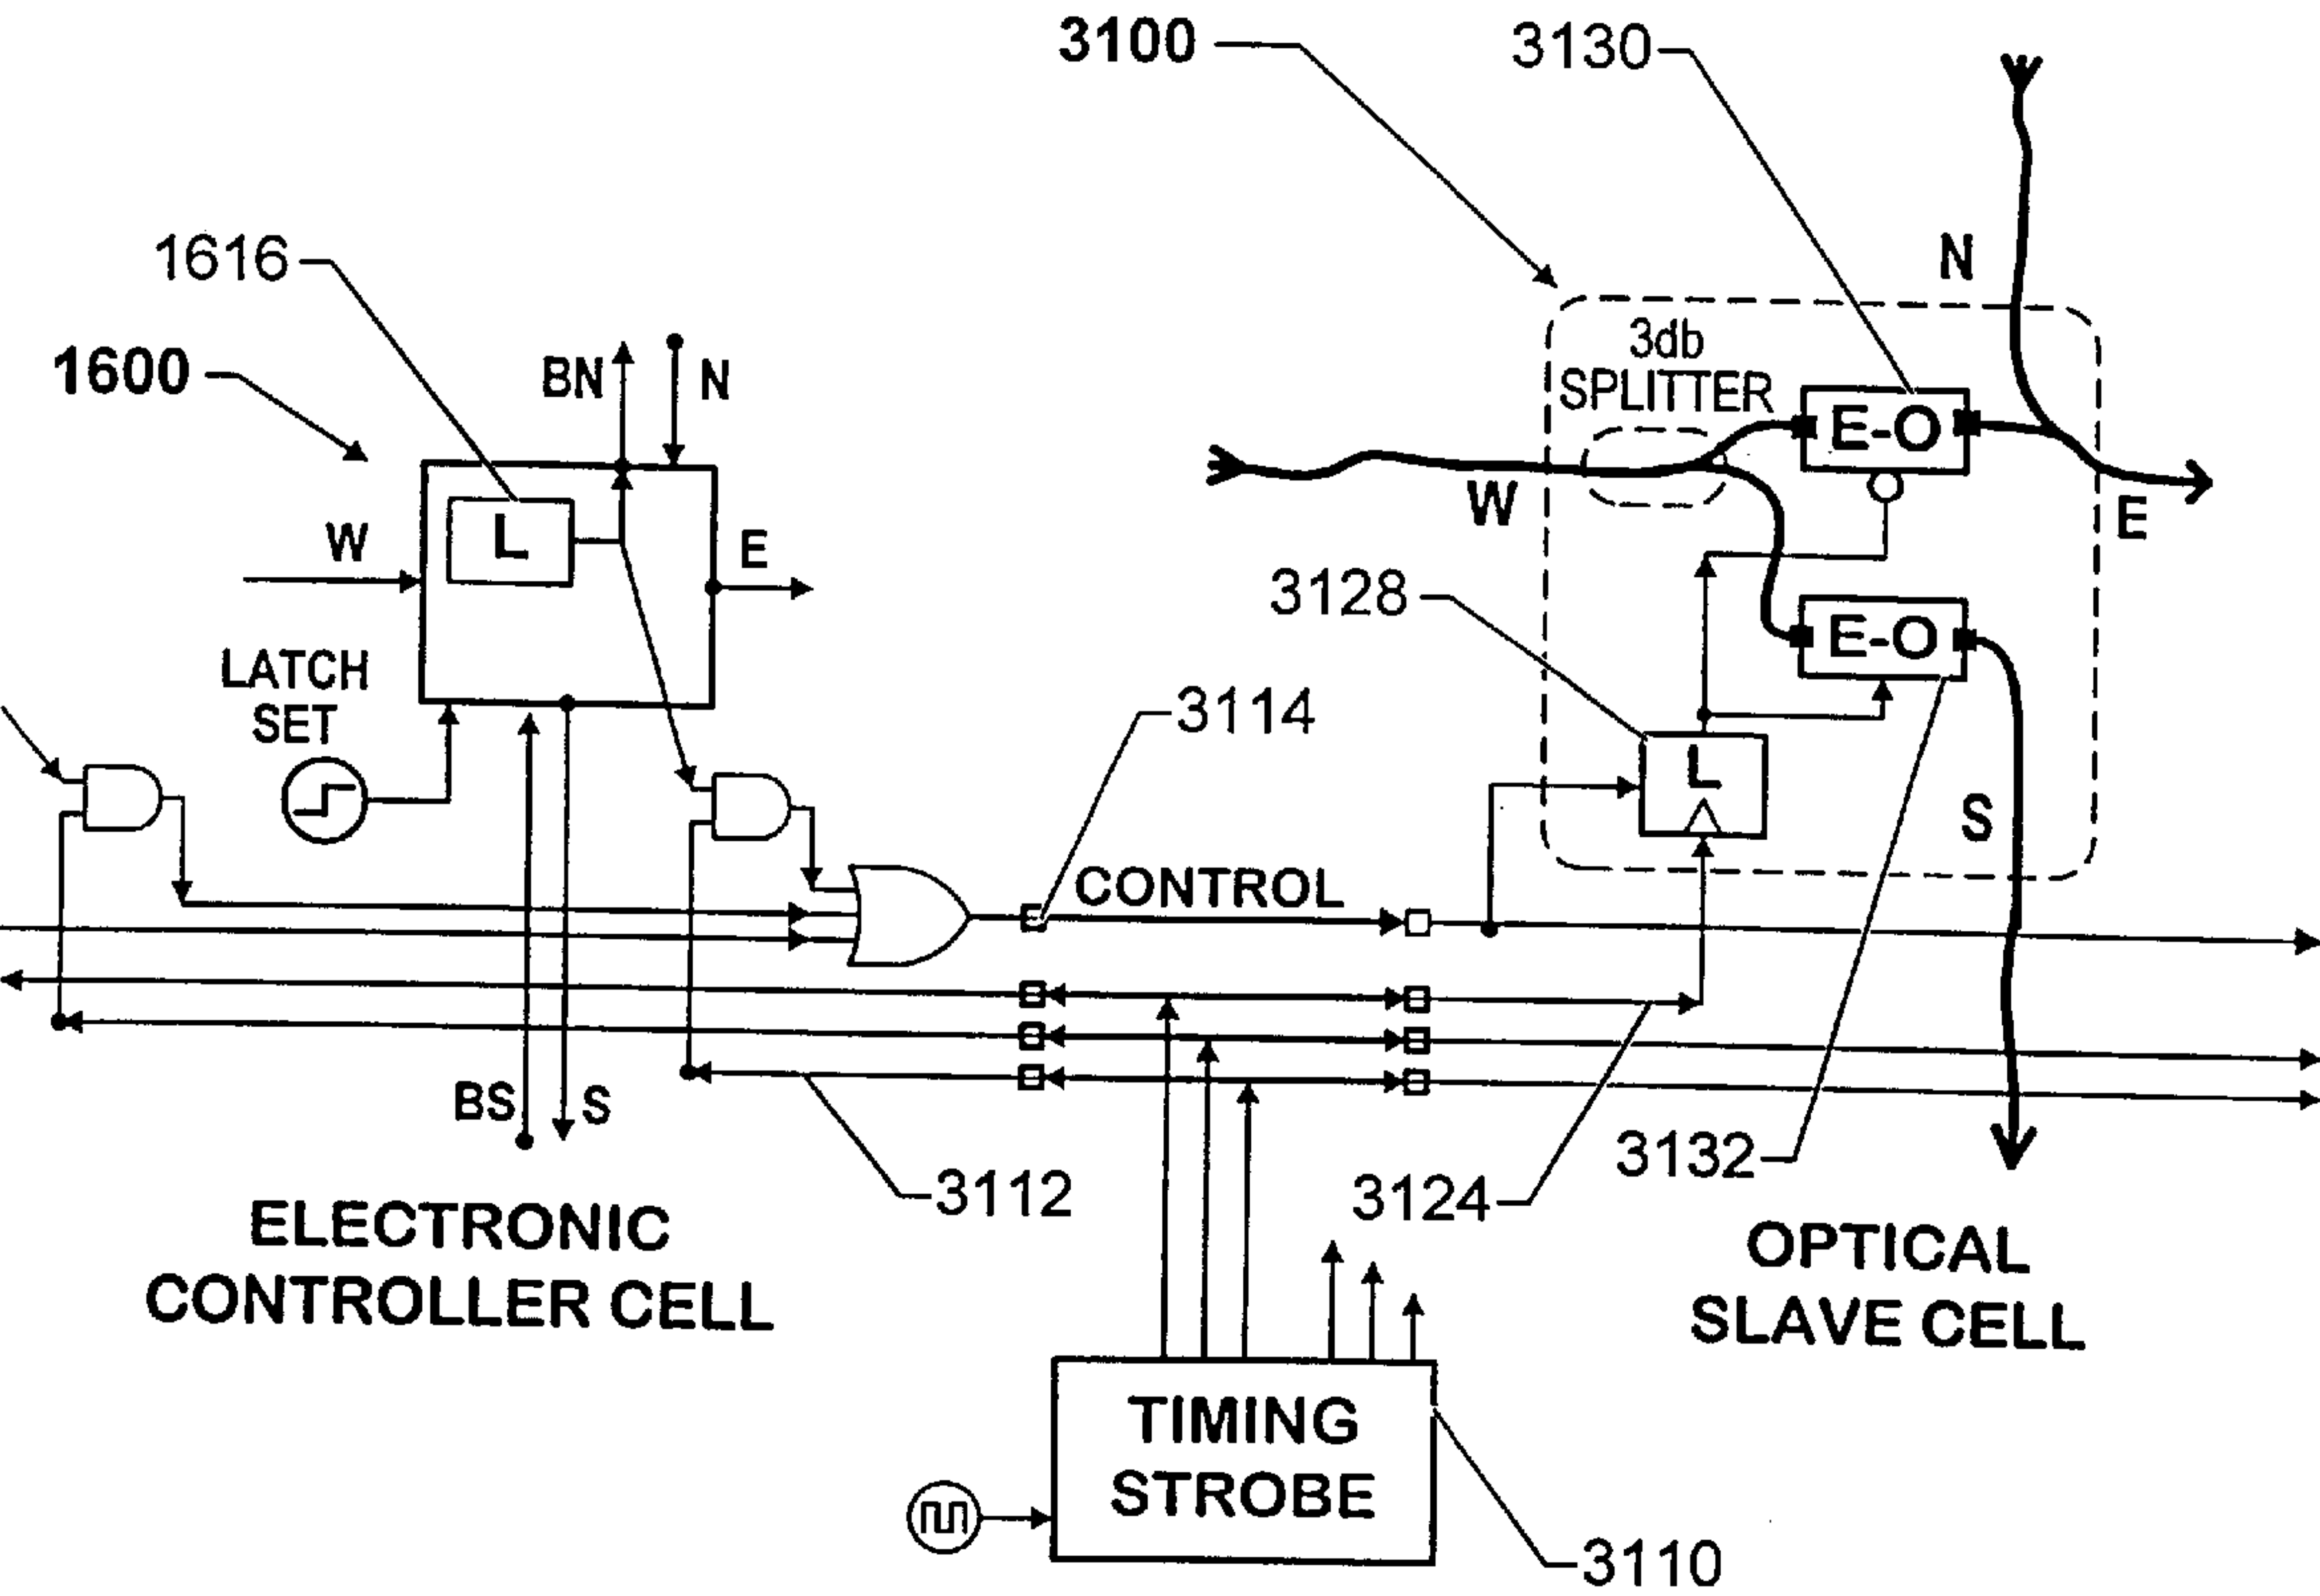 3100
3130
N
1616
3db
SPLITTER
1600
BN
N
E-O
W
E
L
W
E
3128
E-O
LATCH
SET
3114
L
S
CONTROL
BS
S
3112
3124
3132
ELECTRONIC
CONTROLLER CELL
OPTICAL
SLAVE CELL
TIMING
STROBE
3110